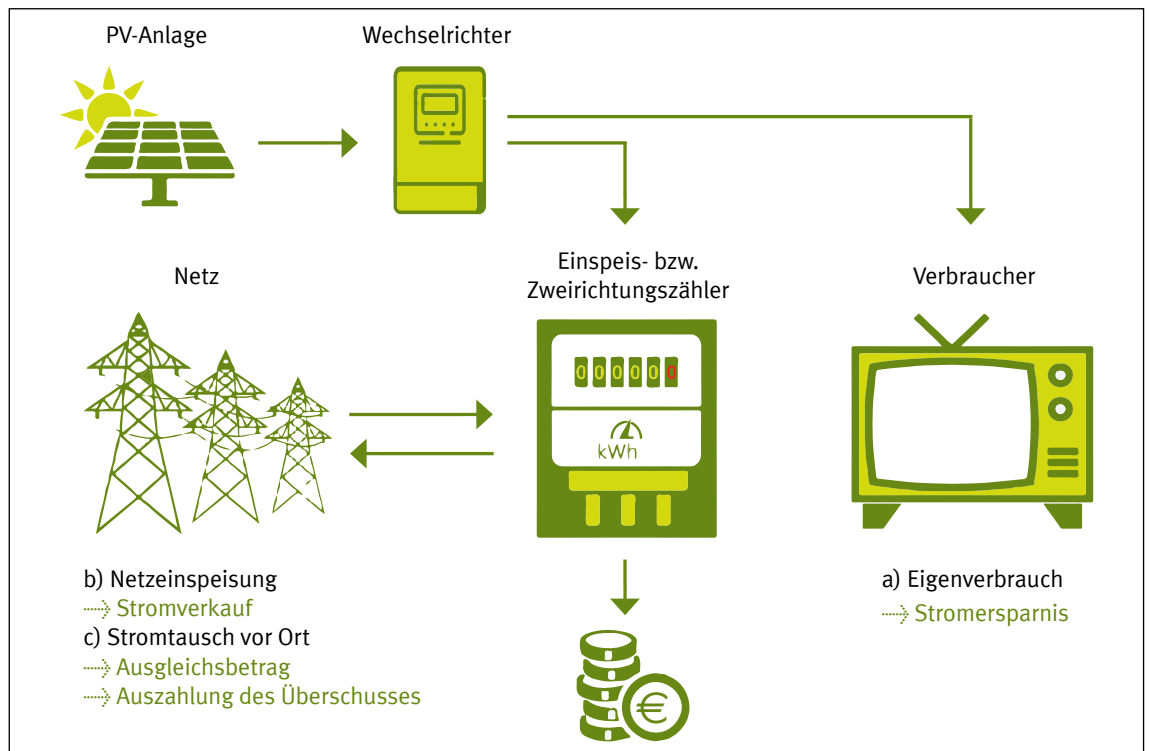 PV-Anlage
Wechselrichter
Netz
Einspeis- bzw.
Zweirichtungszähler
Verbraucher
000000
kWh
b) Netzeinspeisung
Stromverkauf
c) Stromtausch vor Ort
Ausgleichsbetrag
Auszahlung des Überschusses
a) Eigenverbrauch
Stromersparnis
€